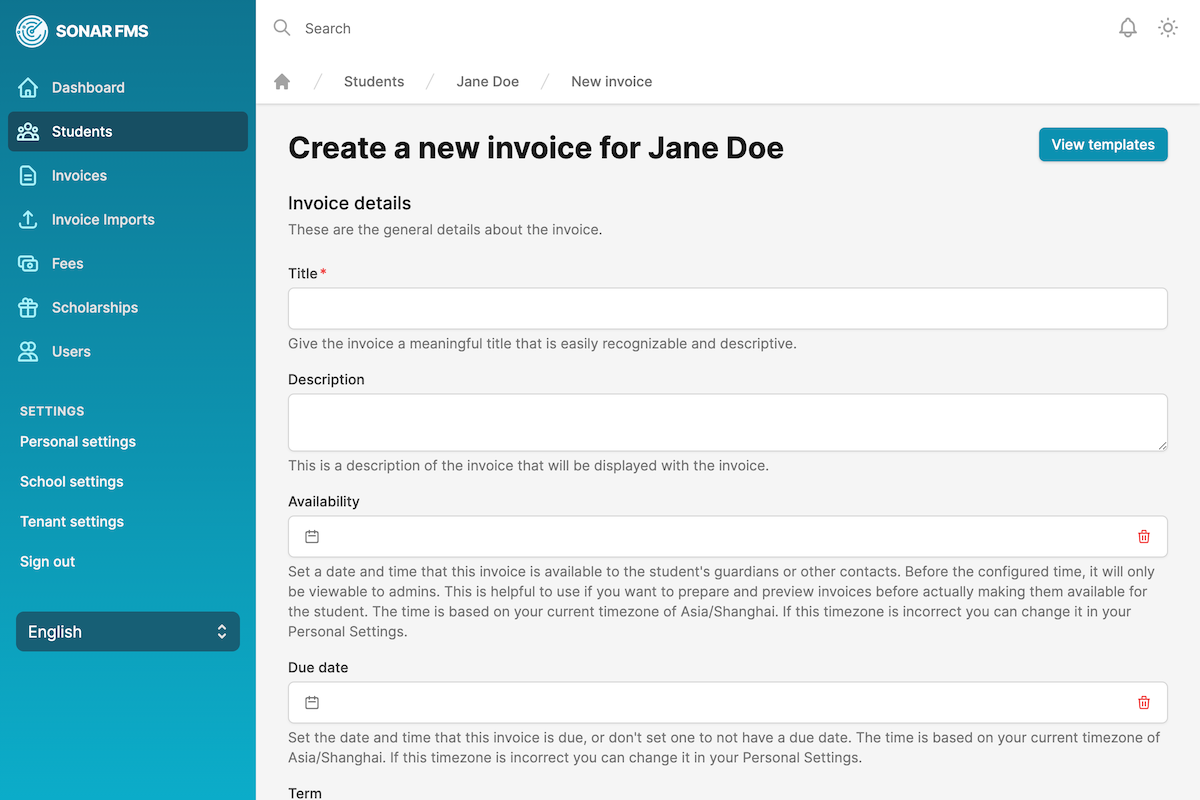 SONAR FMS
Dashboard
Students
Invoices
Invoice Imports
Fees
Scholarships
Users
SETTINGS
Personal settings
School settings
Tenant settings
Sign out
English
Search
Students / Jane Doe / New invoice
Create a new invoice for Jane Doe
View templates
Invoice details
These are the general details about the invoice.
Title*
Give the invoice a meaningful title that is easily recognizable and descriptive.
Description
This is a description of the invoice that will be displayed with the invoice.
Availability
Set a date and time that this invoice is available to the student's guardians or other contacts. Before the configured time, it will only
be viewable to admins. This is helpful to use if you want to prepare and preview invoices before actually making them available for
the student. The time is based on your current timezone of Asia/Shanghai. If this timezone is incorrect you can change it in your
Personal Settings.
Due date
Set the date and time that this invoice is due, or don't set one to not have a due date. The time is based on your current timezone of
Asia/Shanghai. If this timezone is incorrect you can change it in your Personal Settings.
Term